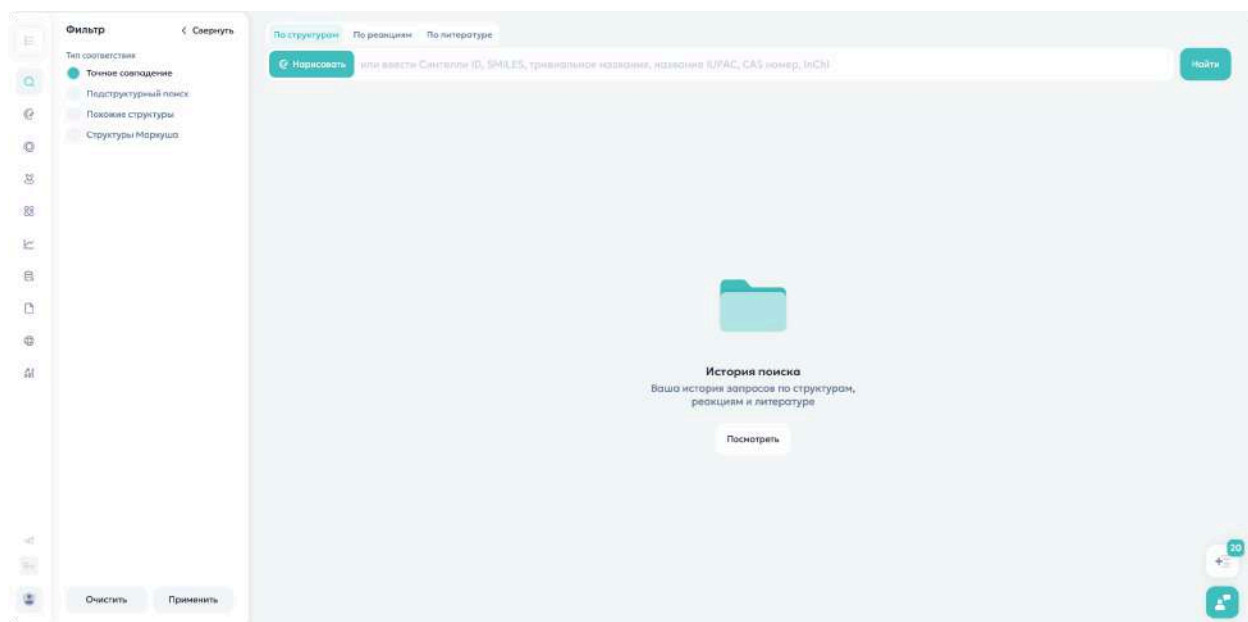 Фильтр
Свернуть
Тип соответствия
Точное совпадение
Подструктурный поиск
Похожие структуры
Структуры Маркуша
По структурам
По реакциям
По литературе
Нарисовать
или ввести Синтелли ID, SMILES, тривиальное название, название IUPAC, CAS номер, InChI
Найти
История поиска
Ваша история запросов по структурам,
реакциям и литературе
Посмотреть
20
Очистить
Применить